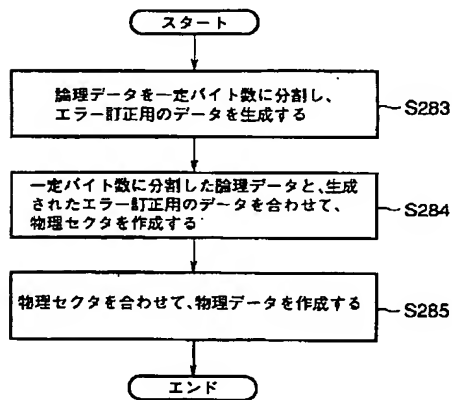 スタート
論理データを一定バイト数に分割し、
エラー訂正用のデータを生成する
S283
一定バイト数に分割した論理データと、生成
されたエラー訂正用のデータを合わせて、
物理セクタを作成する
S284
物理セクタを合わせて、物理データを作成する
S285
エンド